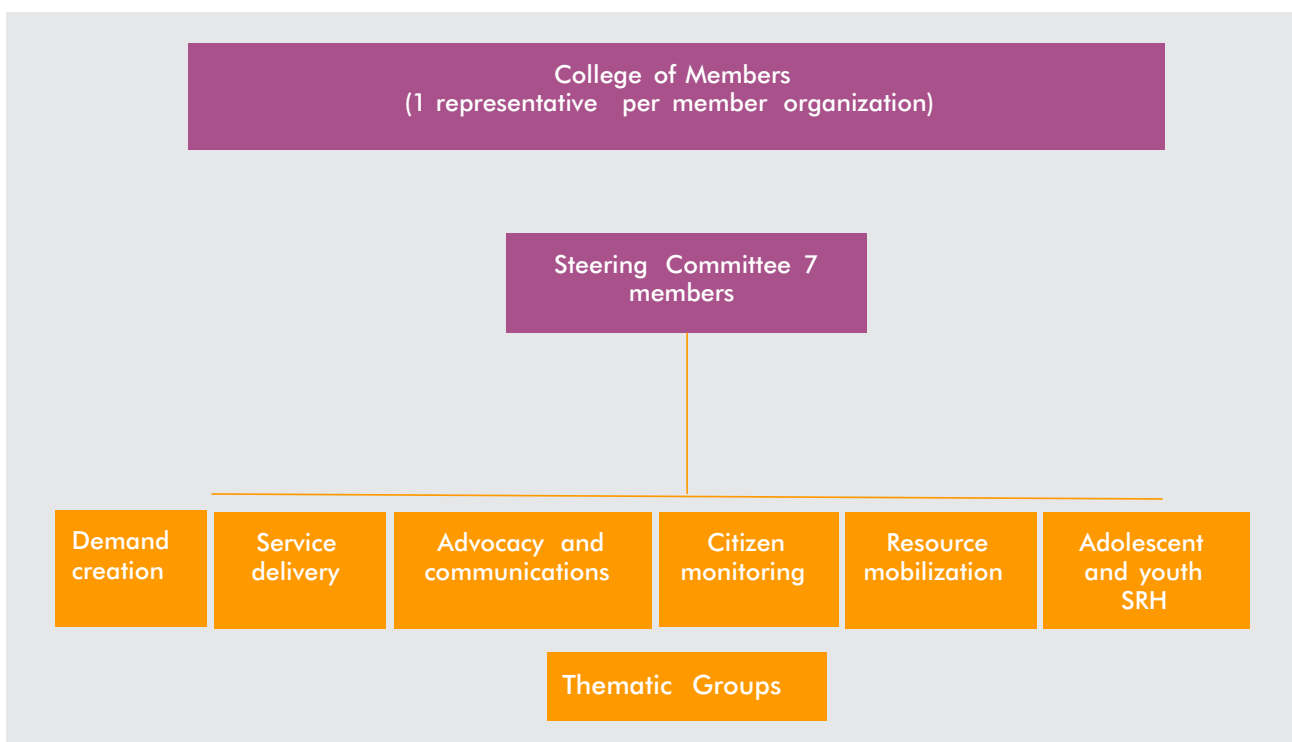 College of Members
(1 representative per member organization)
Steering Committee 7
members
Demand
creation
Service
delivery
Advocacy and
communications
Citizen
monitoring
Resource
mobilization
Adolescent
and youth
SRH
Thematic Groups